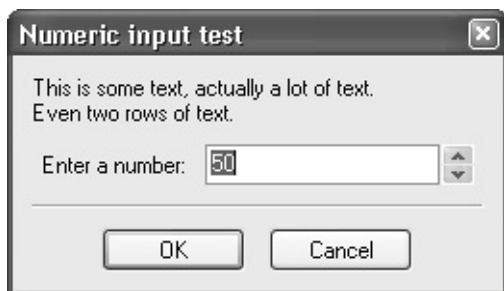 Numeric input test
This is some text, actually a lot of text.
Even two rows of text.
Enter a number: 50
OK Cancel